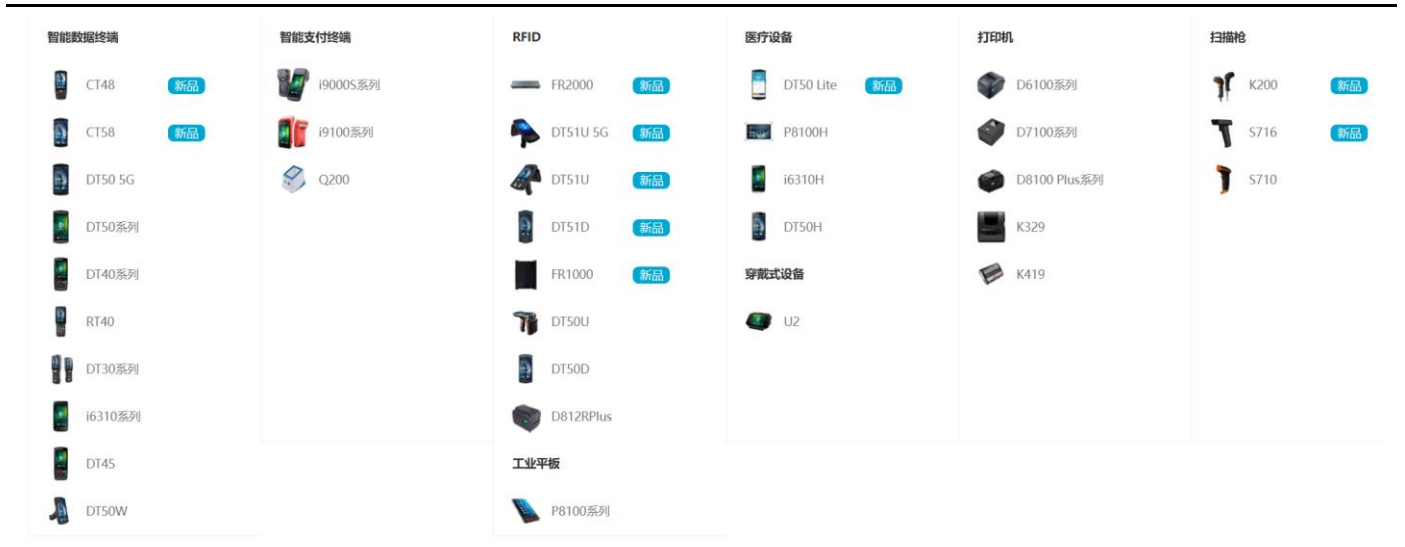 智能数据终端
CT48 新品
CT58 新品
DT50 5G
DT50系列
DT40系列
RT40
DT30系列
i6310系列
DT45
DT50W
智能支付终端
i9000S系列
i9100系列
Q200
RFID
FR2000 新品
DT51U 5G 新品
DT51U 新品
DT51D 新品
FR1000 新品
DT50U
DT50D
D812RPlus
工业平板
P8100系列
医疗设备
DT50 Lite 新品
P8100H
i6310H
DT50H
穿戴式设备
U2
打印机
D6100系列
D7100系列
D8100 Plus系列
K329
K419
扫描枪
K200 新品
S716 新品
S710